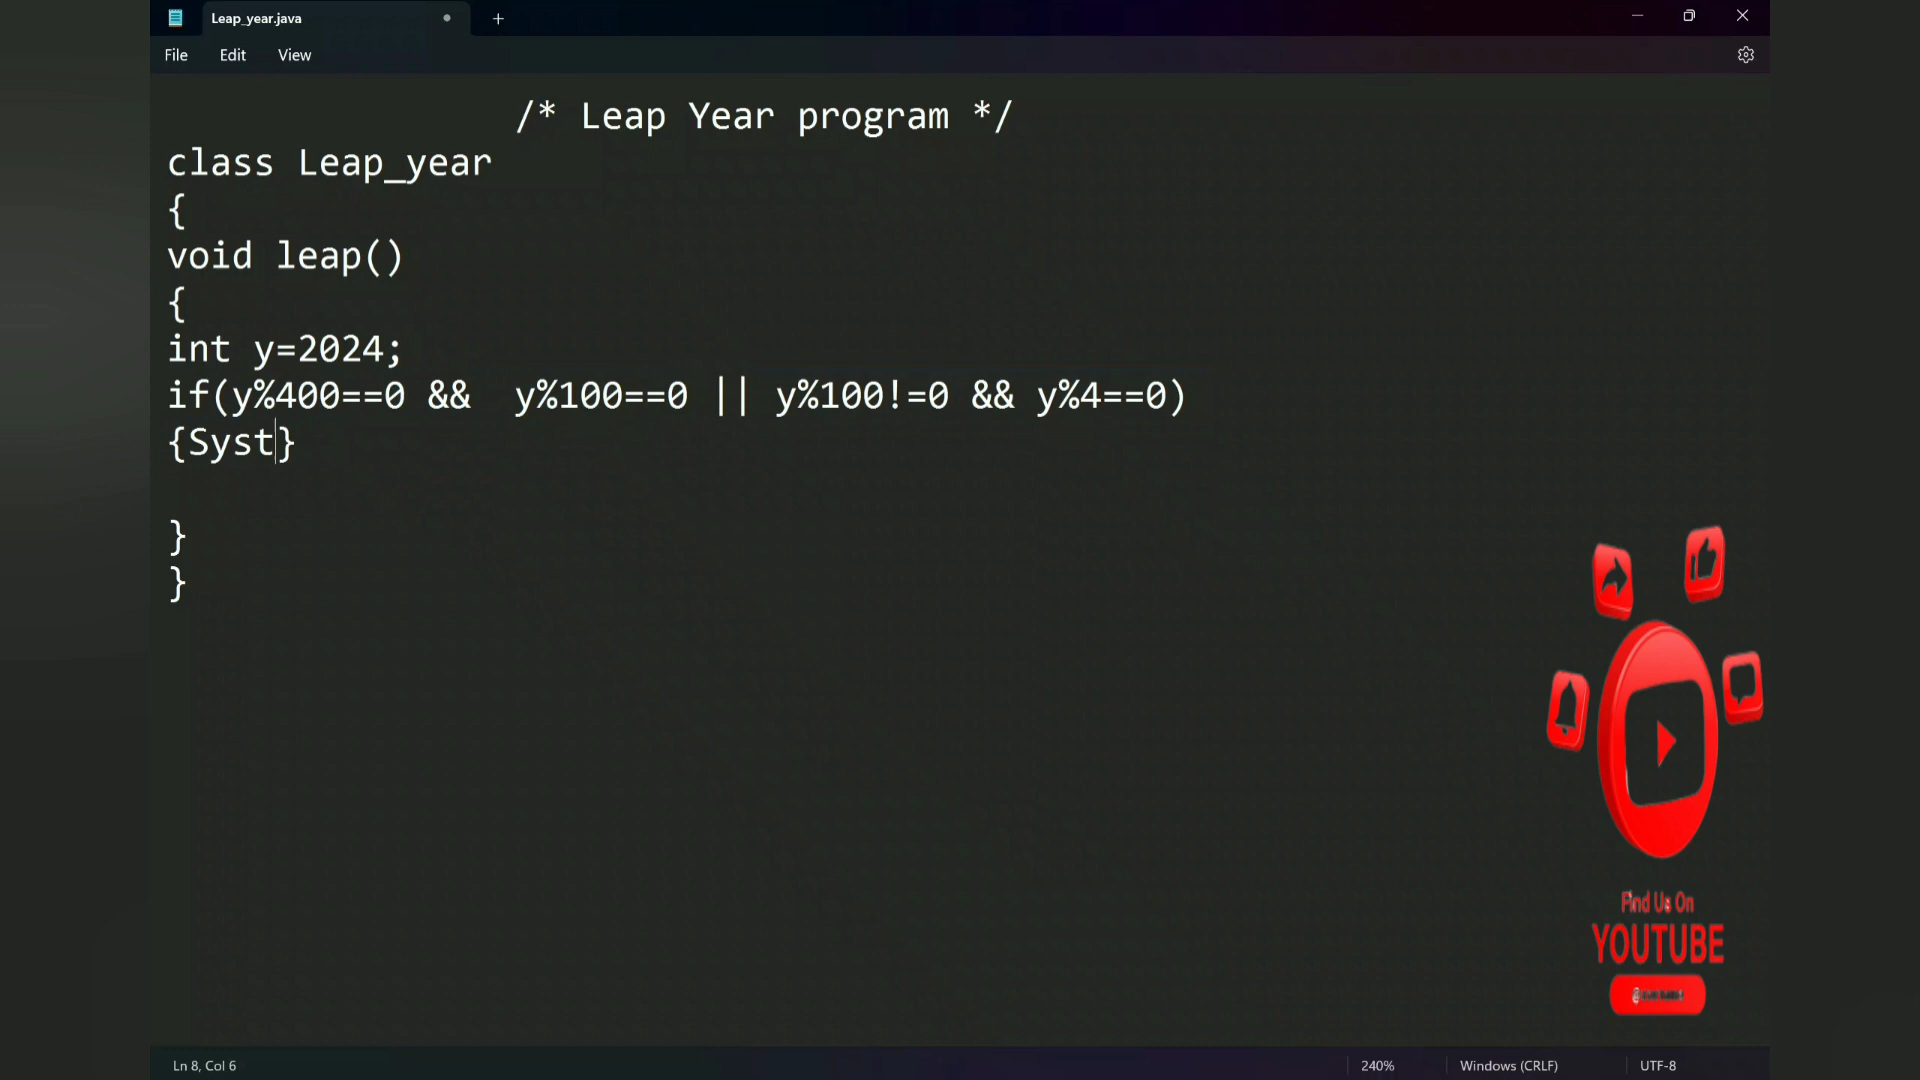 Leap_year.java
File Edit View
/* Leap Year program */
class Leap_year
{
void leap()
{
int y=2024;
if(y%400==0 &&  y%100==0 || y%100!=0 && y%4==0)
{Syst}
}
}
Find Us On
YOUTUBE
Ln 8, Col 6
240%
Windows (CRLF)
UTF-8